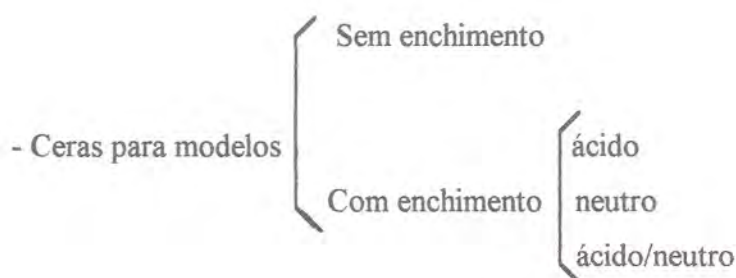 Sem enchimento
- Ceras para modelos
ácido
Com enchimento
neutro
ácido/neutro